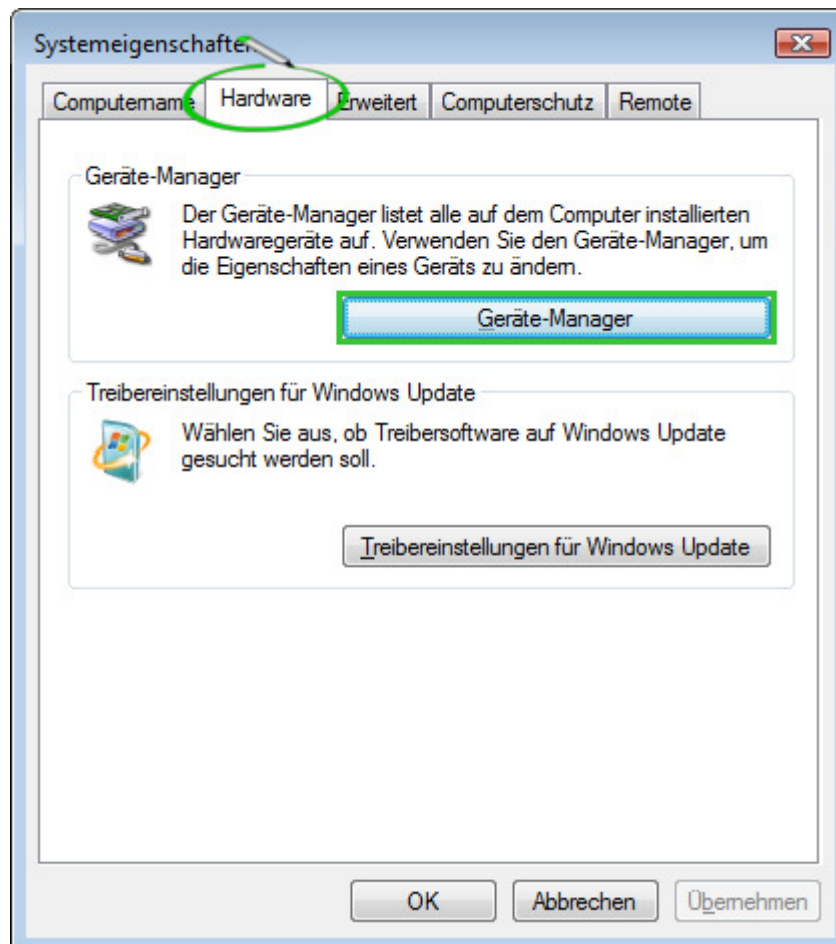 Systemeigenschaften
Computername Hardware Erweitert Computerschutz Remote
Geräte-Manager
Der Geräte-Manager listet alle auf dem Computer installierten
Hardwaregeräte auf. Verwenden Sie den Geräte-Manager, um
die Eigenschaften eines Geräts zu ändern.
Geräte-Manager
Treibereinstellungen für Windows Update
Wählen Sie aus, ob Treibersoftware auf Windows Update
gesucht werden soll.
Treibereinstellungen für Windows Update
OK Abbrechen Übernehmen